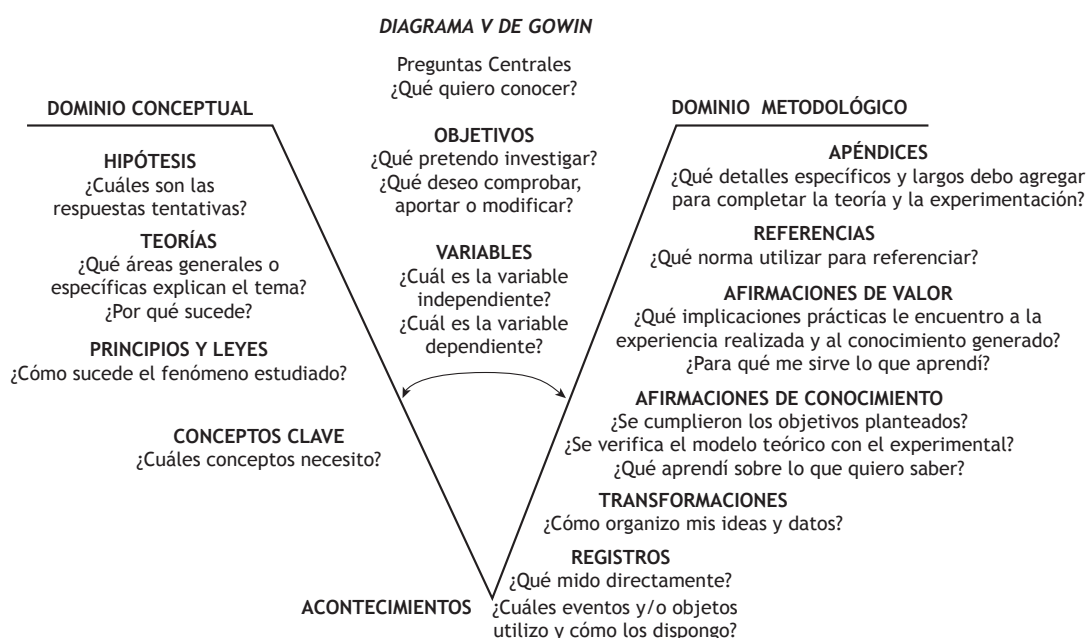 DIAGRAMA V DE GOWIN
Preguntas Centrales
¿Qué quiero conocer?
DOMINIO CONCEPTUAL
HIPÓTESIS
¿Cuáles son las
respuestas tentativas?
TEORÍAS
¿Qué áreas generales o
específicas explican el tema?
¿Por qué sucede?
PRINCIPIOS Y LEYES
¿Cómo sucede el fenómeno estudiado?
CONCEPTOS CLAVE
¿Cuáles conceptos necesito?
OBJETIVOS
¿Qué pretendo investigar?
¿Qué deseo comprobar,
aportar o modificar?
VARIABLES
¿Cuál es la variable
independiente?
¿Cuál es la variable
dependiente?
DOMINIO METODOLÓGICO
APÉNDICES
¿Qué detalles específicos y largos debo agregar
para completar la teoría y la experimentación?
REFERENCIAS
¿Qué norma utilizar para referenciar?
AFIRMACIONES DE VALOR
¿Qué implicaciones prácticas le encuentro a la
experiencia realizada y al conocimiento generado?
¿Para qué me sirve lo que aprendí?
AFIRMACIONES DE CONOCIMIENTO
¿Se cumplieron los objetivos planteados?
¿Se verifica el modelo teórico con el experimental?
¿Qué aprendí sobre lo que quiero saber?
TRANSFORMACIONES
¿Cómo organizo mis ideas y datos?
REGISTROS
¿Qué mido directamente?
ACONTECIMIENTOS
¿Cuáles eventos y/o objetos
utilizo y cómo los dispongo?